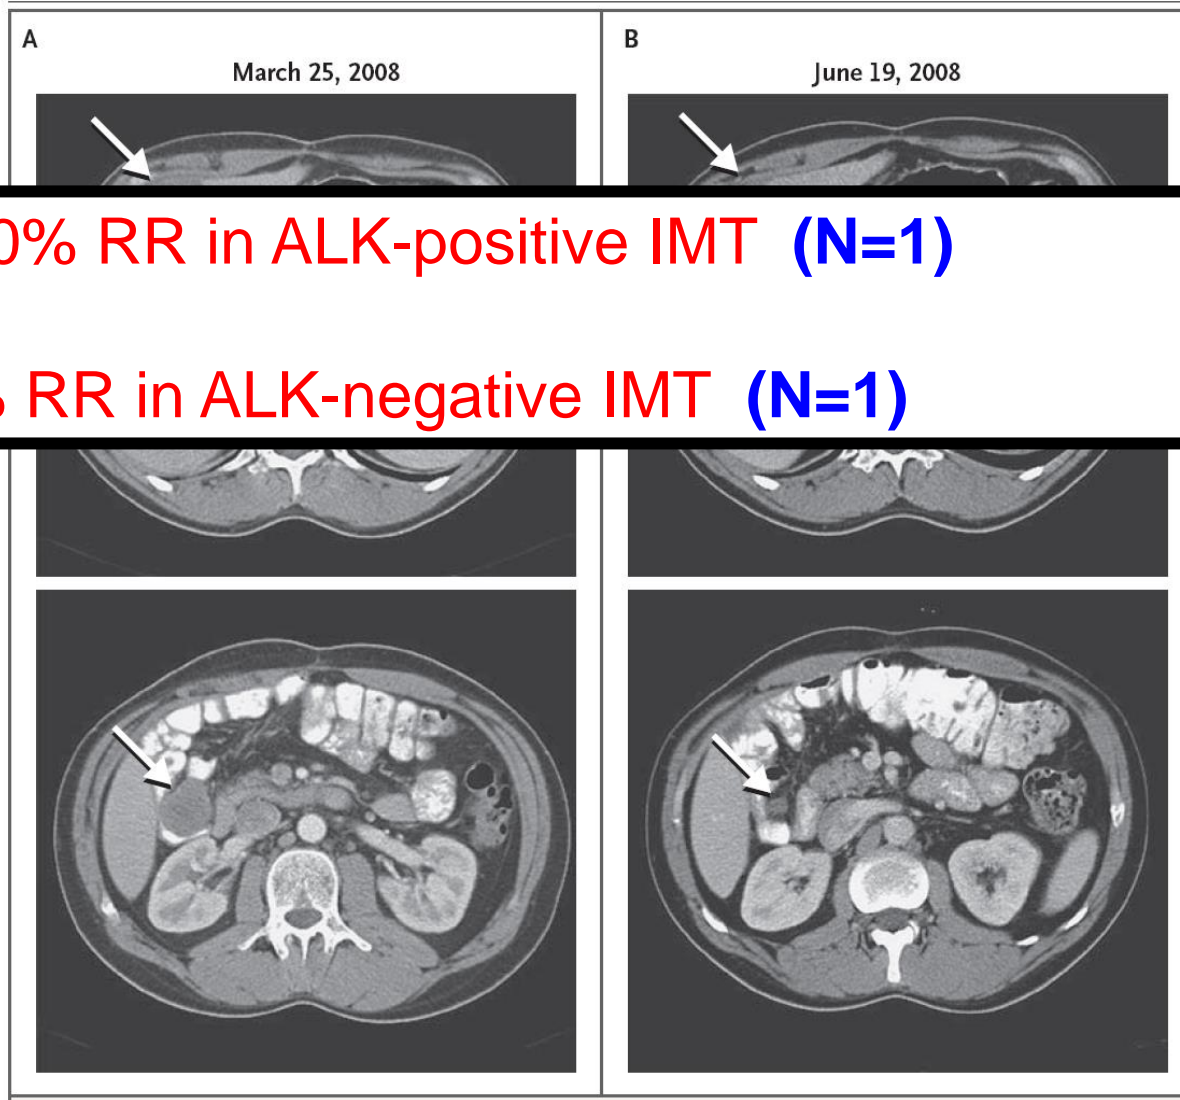 A
March 25, 2008
B
June 19, 2008
0% RR in ALK-positive IMT (N=1)
% RR in ALK-negative IMT (N=1)